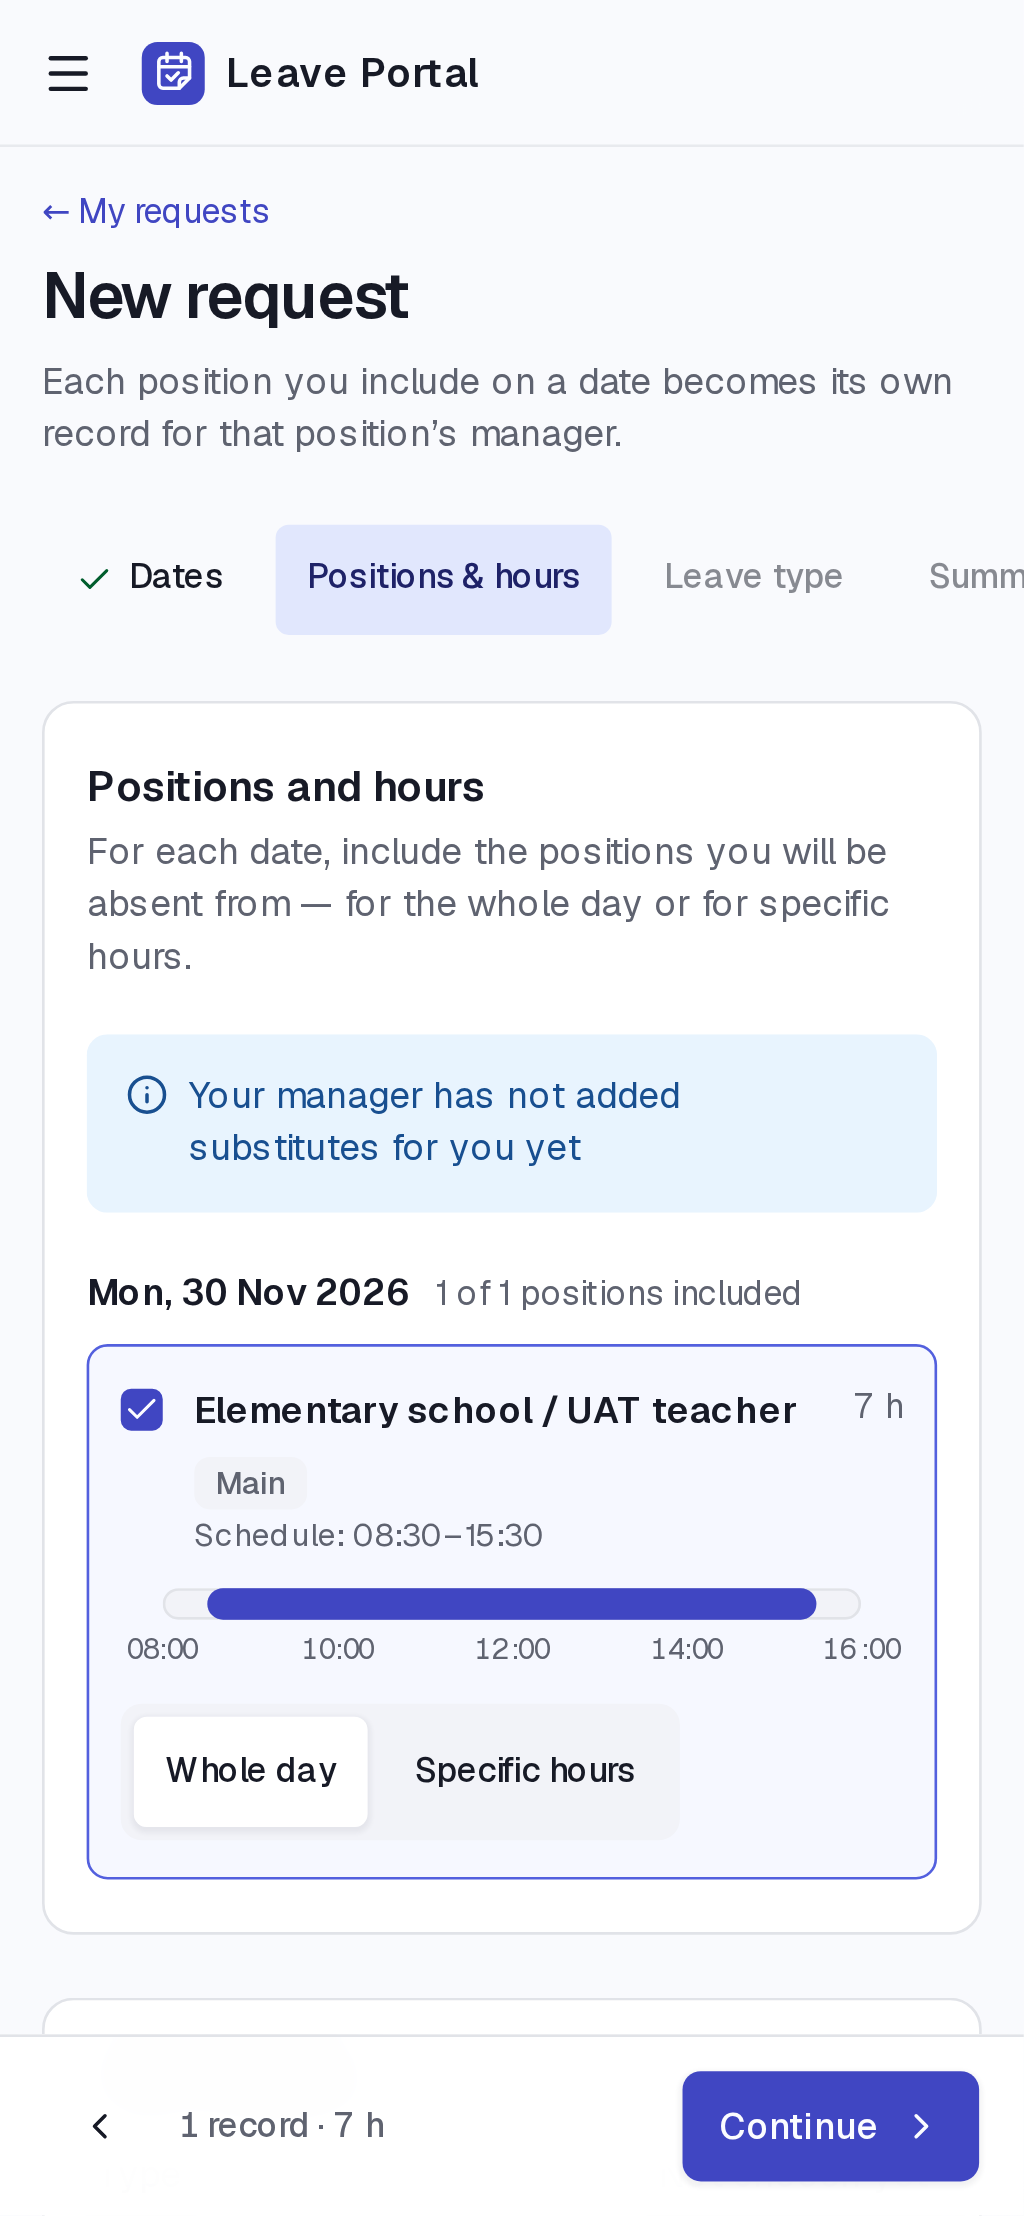 Leave Portal
← My requests
New request
Each position you include on a date becomes its own
record for that position’s manager.
Dates
Positions & hours
Leave type
Summ
Positions and hours
For each date, include the positions you will be
absent from — for the whole day or for specific
hours.
Your manager has not added
substitutes for you yet
Mon, 30 Nov 2026 1 of 1 positions included
Elementary school / UAT teacher 7 h
Main
Schedule: 08:30–15:30
08:00 10:00 12:00 14:00 16:00
Whole day Specific hours
1 record · 7 h
Continue